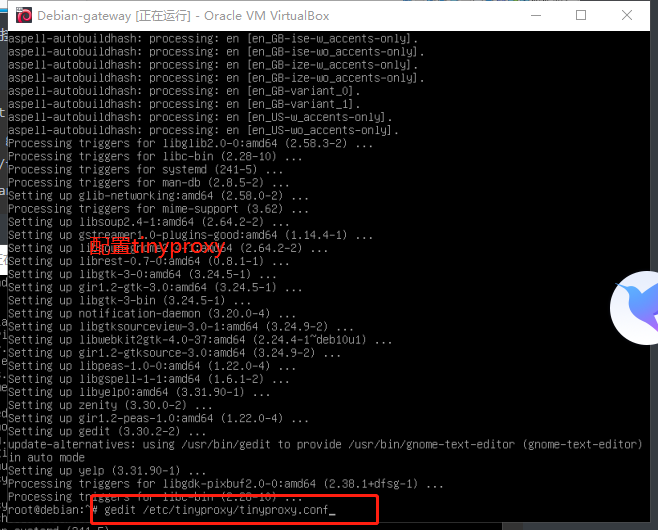 Debian-gateway [正在运行] - Oracle VM VirtualBox
aspell-autobuildhash: processing: en [en_GB-ise-w_accents-only].
aspell-autobuildhash: processing: en [en_GB-ise-wo_accents-only].
aspell-autobuildhash: processing: en [en_GB-ize-w_accents-only].
aspell-autobuildhash: processing: en [en_GB-ize-wo_accents-only].
aspell-autobuildhash: processing: en [en_GB-variant_0].
aspell-autobuildhash: processing: en [en_GB-variant_1].
aspell-autobuildhash: processing: en [en_US-w_accents-only].
aspell-autobuildhash: processing: en [en_US-wo_accents-only].
Processing triggers for libglib2.0-0:amd64 (2.58.3-2) ...
Processing triggers for libc-bin (2.28-10) ...
Processing triggers for systemd (241-5) ...
Processing triggers for man-db (2.8.5-2) ...
Setting up glib-networking:amd64 (2.58.0-2) ...
Processing triggers for mime-support (3.62) ...
Setting up libsoup2.4-1:amd64 (2.64.2-2) ...
Setting up gstreamer1.0-plugins-good:amd64 (1.14.4-1) ...
配置tinyproxy
Setting up (2.64.2-2) ...
Setting up librest-0.7-0:amd64 (0.8.1-1) ...
Setting up libgtk-3-0:amd64 (3.24.5-1) ...
Setting up gir1.2-gtk-3.0:amd64 (3.24.5-1) ...
Setting up libgtk-3-bin (3.24.5-1) ...
Setting up notification-daemon (3.20.0-4) ...
Setting up libgtksourceview-3.0-1:amd64 (3.24.9-2) ...
Setting up libwebkit2gtk-4.0-37:amd64 (2.24.4-1~deb10u1) ...
Setting up gir1.2-gtksource-3.0:amd64 (3.24.9-2) ...
Setting up libpeas-1.0-0:amd64 (1.22.0-4) ...
Setting up libgspell-1-1:amd64 (1.6.1-2) ...
Setting up libyelp0:amd64 (3.31.90-1) ...
Setting up zenity (3.30.0-2) ...
Setting up gir1.2-peas-1.0:amd64 (1.22.0-4) ...
Setting up gedit (3.30.2-2) ...
update-alternatives: using /usr/bin/gedit to provide /usr/bin/gnome-text-editor (gnome-text-editor)
in auto mode
Setting up yelp (3.31.90-1) ...
Processing triggers for libgdk-pixbuf2.0-0:amd64 (2.38.1+dfsg-1) ...
Processing triggers for libc-bin (2.28-10) ...
root@debian:~# gedit /etc/tinyproxy/tinyproxy.conf_